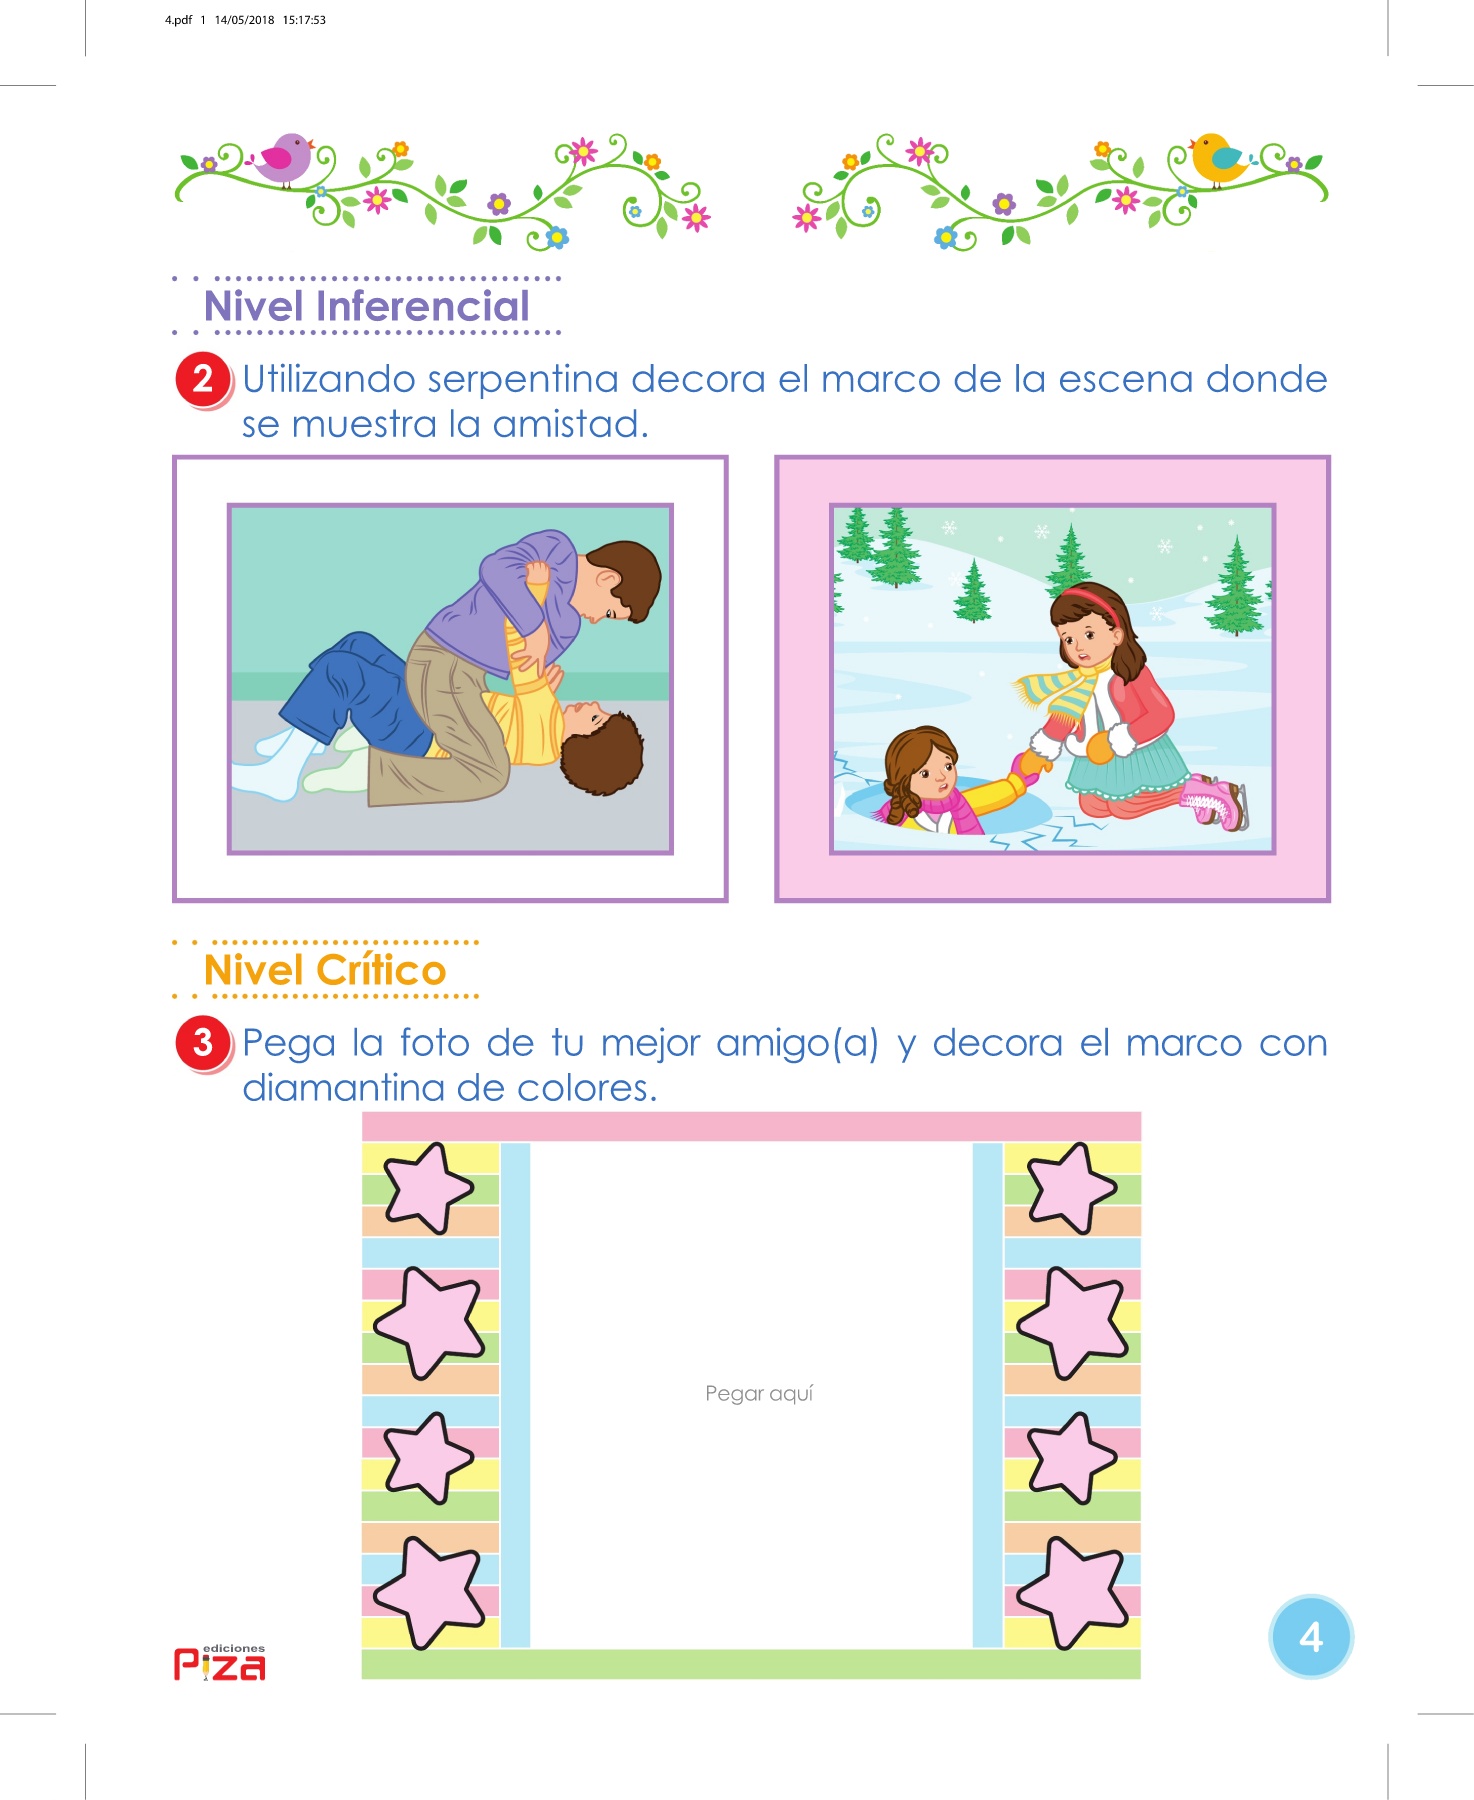 4.pdf 1 14/05/2018 15:17:53
Nivel Inferencial
2 Utilizando serpentina decora el marco de la escena donde
se muestra la amistad.
Nivel Crítico
3 Pega la foto de tu mejor amigo(a) y decora el marco con
diamantina de colores.
Pegar aquí
ediciones
Piza
4